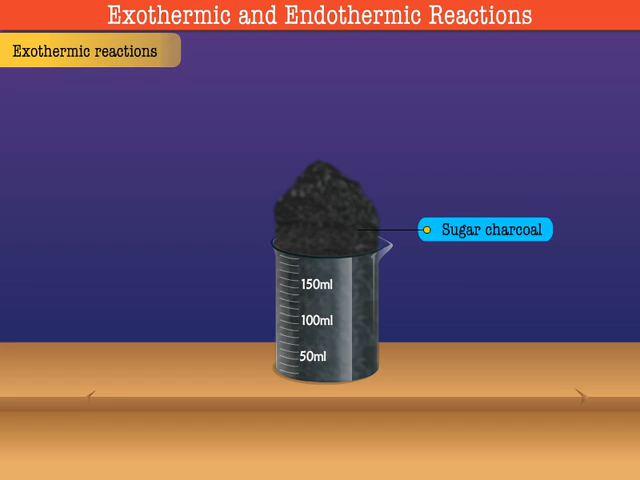 Exothermic and Endothermic Reactions
Exothermic reactions
Sugar charcoal
150ml
100ml
50ml